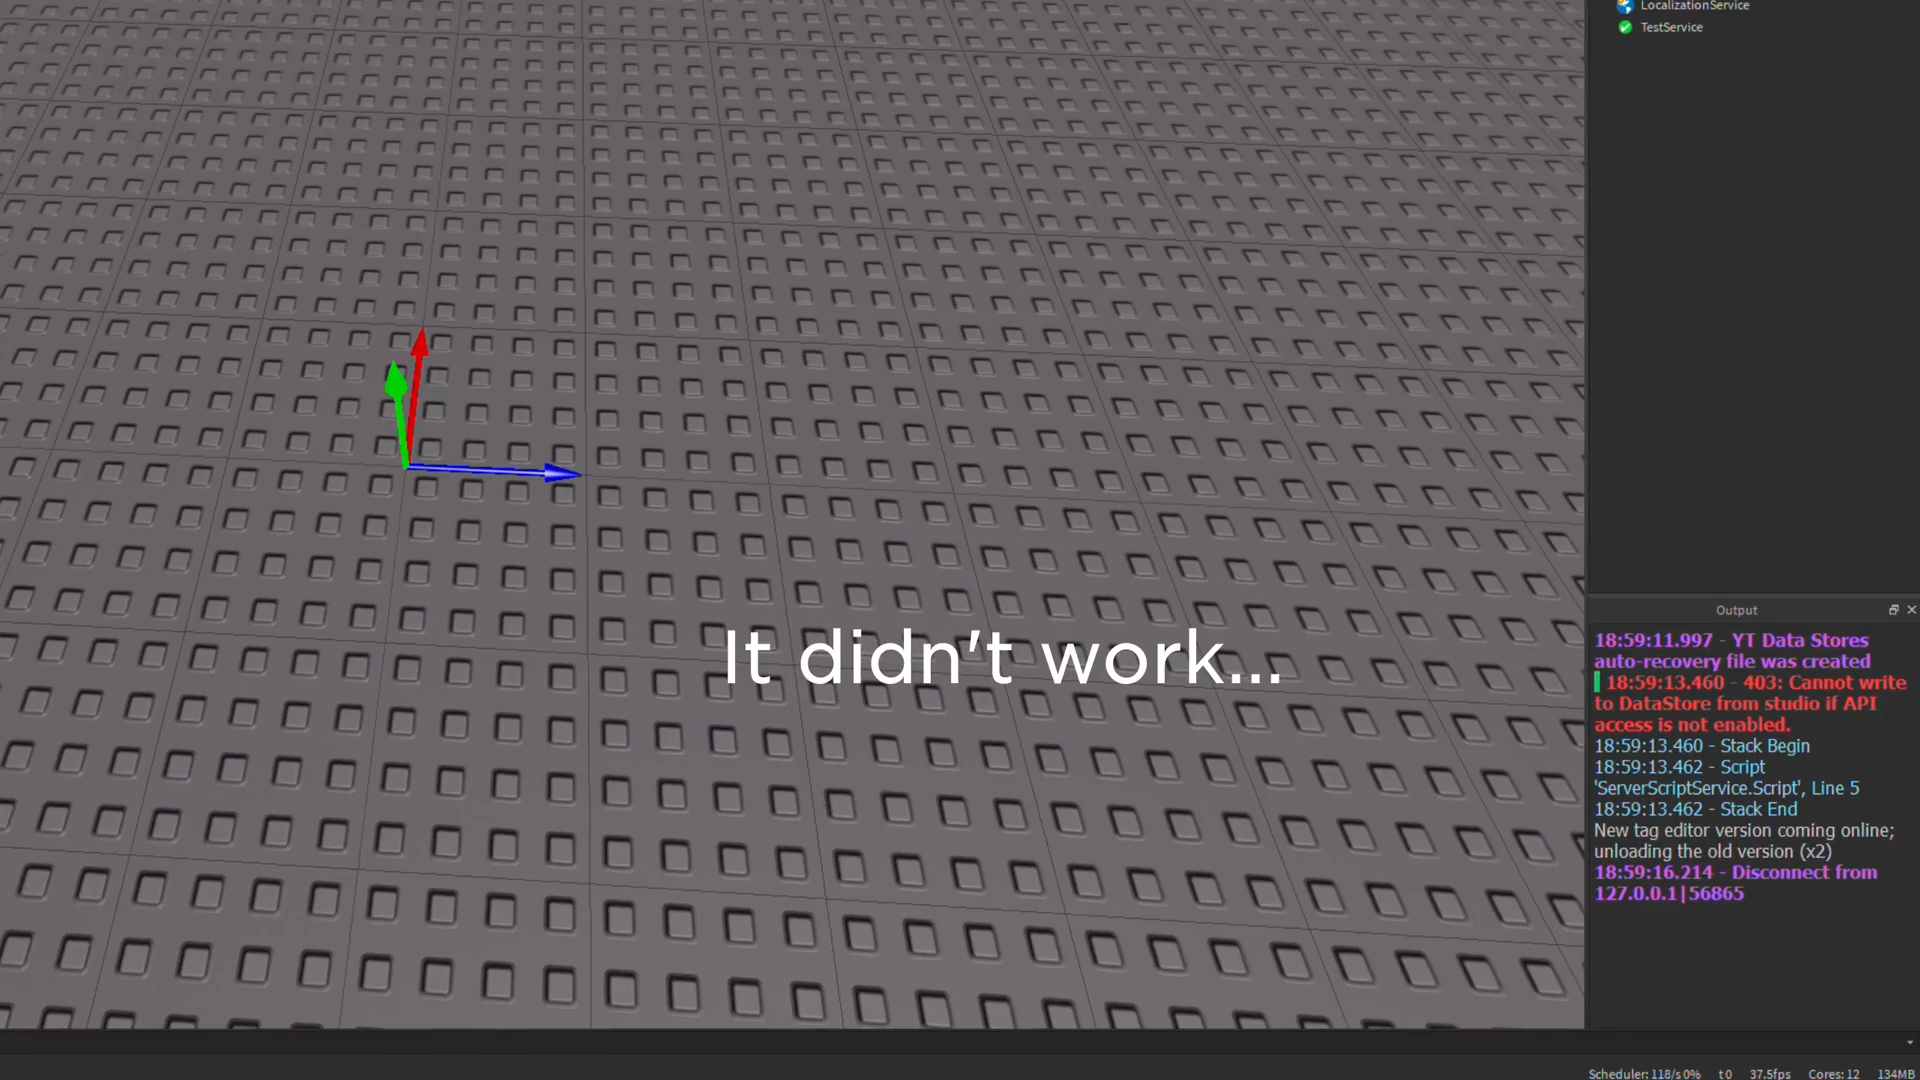 LocalizationService
TestService
It didn't work...
Output
18:59:11.997 - YT Data Stores
auto-recovery file was created
18:59:13.460 - 403: Cannot write
to DataStore from studio if API
access is not enabled.
18:59:13.460 - Stack Begin
18:59:13.462 - Script
'ServerScriptService.Script', Line 5
18:59:13.462 - Stack End
New tag editor version coming online;
unloading the old version (x2)
18:59:16.214 - Disconnect from
127.0.0.1|56865
Scheduler: 118/s 0% t0 37.5fps Cores: 12 134MB